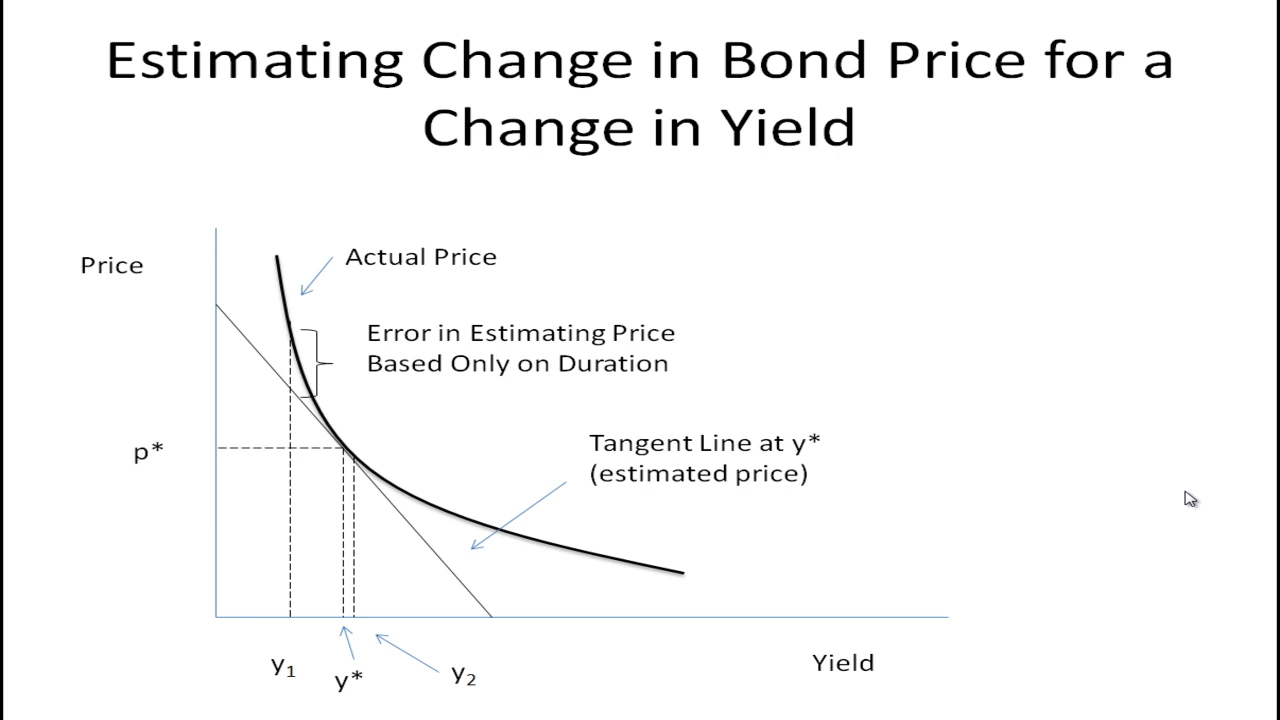 Estimating Change in Bond Price for a
Change in Yield
Price
Actual Price
Error in Estimating Price
Based Only on Duration
p*
Tangent Line at y*
(estimated price)
y₁
y*
y₂
Yield